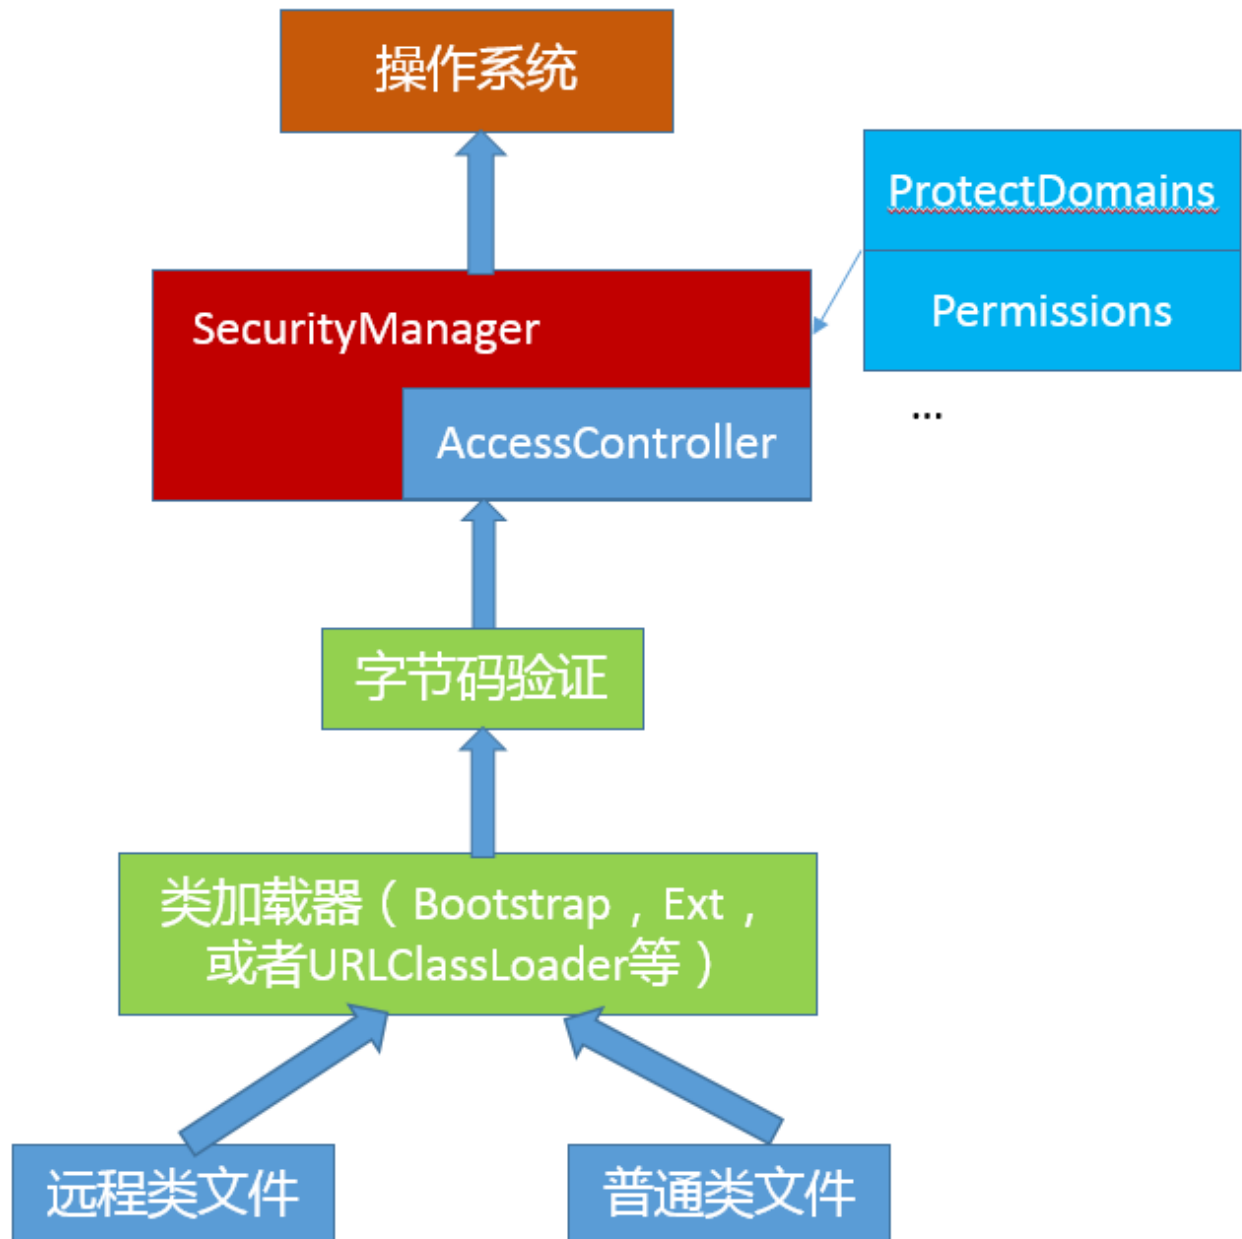 操作系统
ProtectDomains
SecurityManager
Permissions
...
AccessController
字节码验证
类加载器（Bootstrap，Ext，
或者URLClassLoader等）
远程类文件
普通类文件